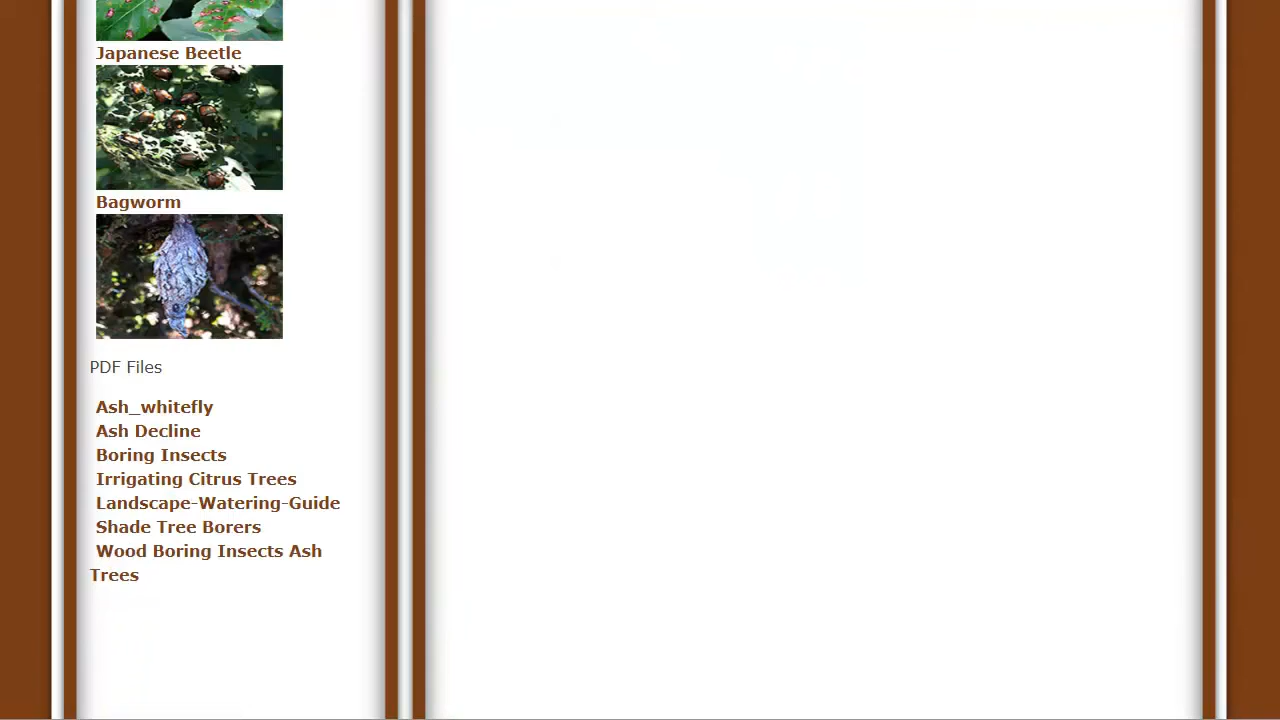 Japanese Beetle
Bagworm
PDF Files
Ash_whitefly
Ash Decline
Boring Insects
Irrigating Citrus Trees
Landscape-Watering-Guide
Shade Tree Borers
Wood Boring Insects Ash
Trees